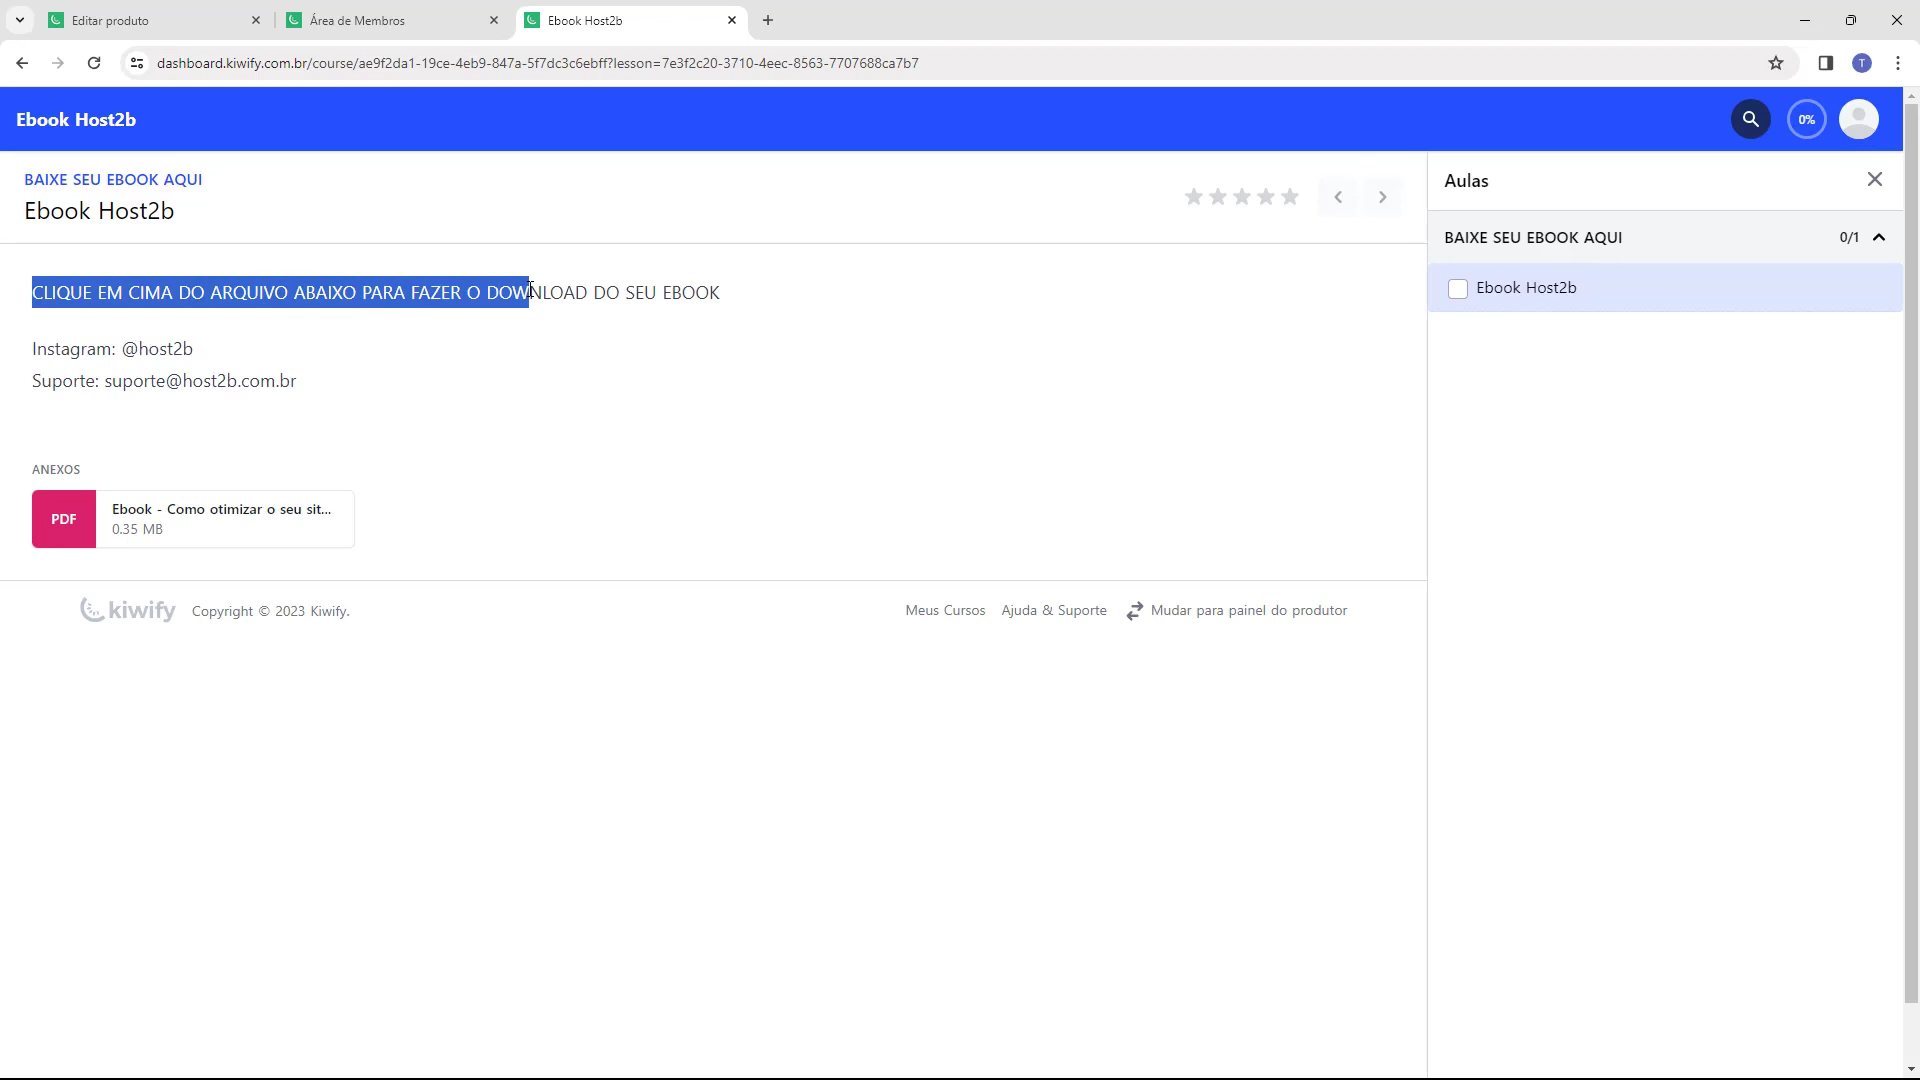 Editar produto
Área de Membros
Ebook Host2b
dashboard.kiwify.com.br/course/ae9f2da1-19ce-4eb9-847a-5f7dc3c6ebff?lesson=7e3f2c20-3710-4eec-8563-7707688ca7b7
T
Ebook Host2b
0%
BAIXE SEU EBOOK AQUI
Ebook Host2b
Aulas
BAIXE SEU EBOOK AQUI 0/1
Ebook Host2b
CLIQUE EM CIMA DO ARQUIVO ABAIXO PARA FAZER O DOWNLOAD DO SEU EBOOK
Instagram: @host2b
Suporte: suporte@host2b.com.br
ANEXOS
PDF
Ebook - Como otimizar o seu sit...
0.35 MB
kiwify Copyright © 2023 Kiwify.
Meus Cursos Ajuda & Suporte Mudar para painel do produtor